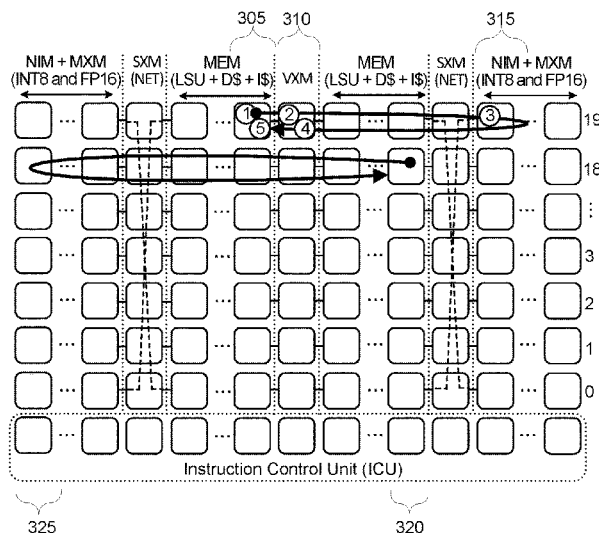 305 310 315
NIM + MXM SXM MEM MEM SXM NIM + MXM
(INT8 and FP16) (NET) (LSU + D$ + I$) VXM (LSU + D$ + I$) (NET) (INT8 and FP16)
... ... 1 2 ... 3 ... 19
5 4
... ... ... ... 18
... ... ... ... ⋮
... ... ... ... 3
... ... ... ... 2
... ... ... ... 1
... ... ... ... 0
... ... ... ...
Instruction Control Unit (ICU)
325 320